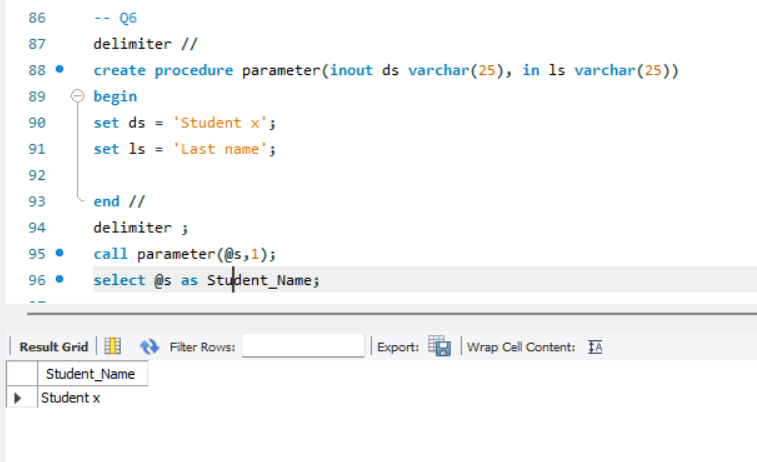 86 -- Q6
87 delimiter //
88 create procedure parameter(inout ds varchar(25), in ls varchar(25))
89 begin
90 set ds = 'Student x';
91 set ls = 'Last name';
92
93 end //
94 delimiter ;
95 call parameter(@s,1);
96 select @s as Student_Name;
Result Grid Filter Rows: Export: Wrap Cell Content:
Student_Name
Student x